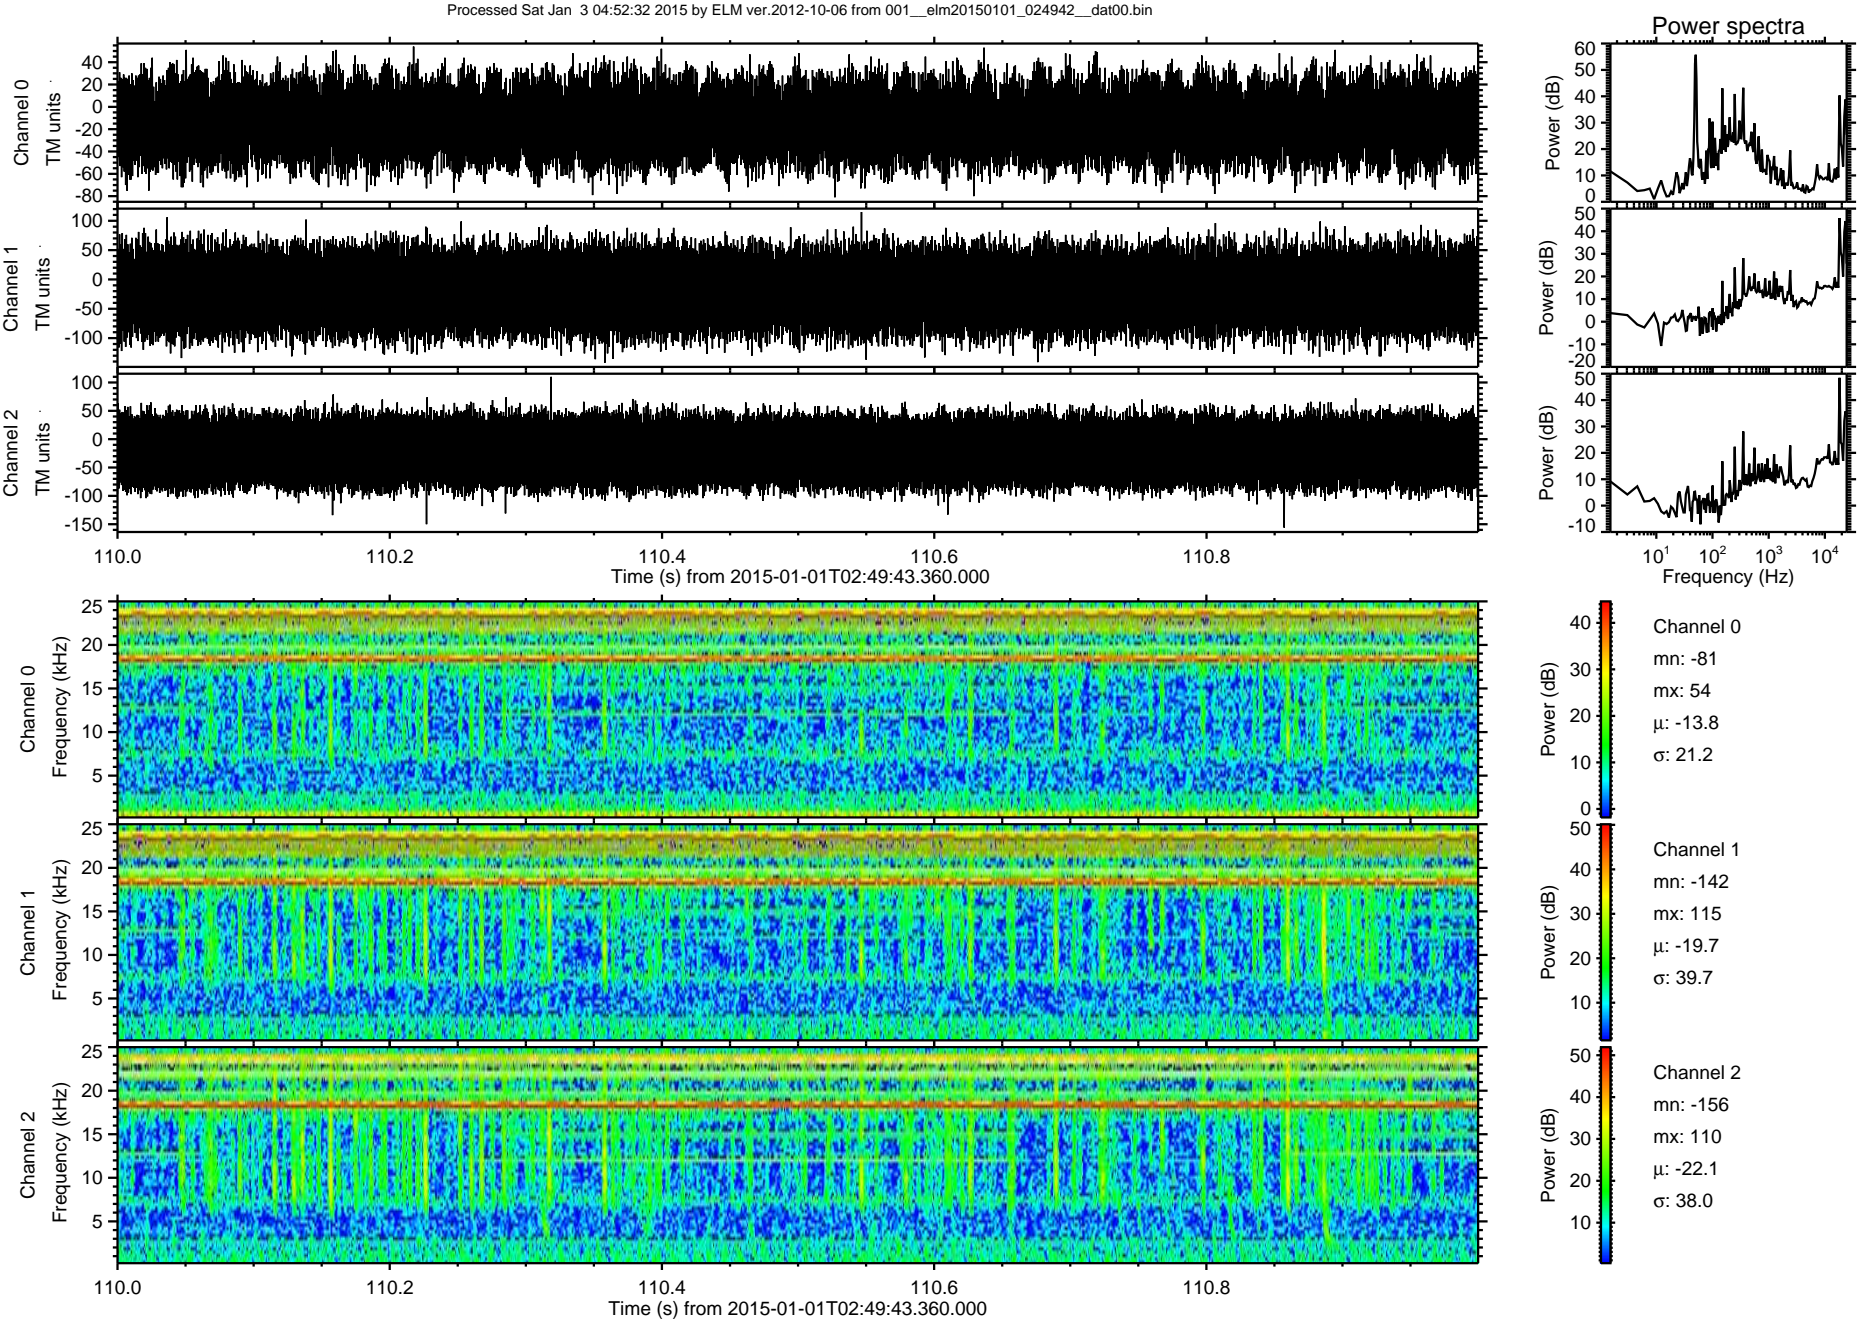 Processed Sat Jan  3 04:52:32 2015 by ELM ver.2012-10-06 from 001__elm20150101_024942__dat00.bin
Power spectra
Channel 0
TM units
40
20
0
-20
-40
-60
-80
Power (dB)
60
50
40
30
20
10
0
Channel 1
TM units
100
50
0
-50
-100
Power (dB)
50
40
30
20
10
0
-10
-20
Channel 2
TM units
100
50
0
-50
-100
-150
Power (dB)
50
40
30
20
10
0
-10
110.0 110.2 110.4 110.6 110.8
Time (s) from 2015-01-01T02:49:43.360.000
10^1 10^2 10^3 10^4
Frequency (Hz)
Channel 0
Frequency (kHz)
25
20
15
10
5
Power (dB)
40
30
20
10
0
Channel 0
mn: -81
mx: 54
μ: -13.8
σ: 21.2
Channel 1
Frequency (kHz)
25
20
15
10
5
Power (dB)
50
40
30
20
10
Channel 1
mn: -142
mx: 115
μ: -19.7
σ: 39.7
Channel 2
Frequency (kHz)
25
20
15
10
5
Power (dB)
50
40
30
20
10
Channel 2
mn: -156
mx: 110
μ: -22.1
σ: 38.0
110.0 110.2 110.4 110.6 110.8
Time (s) from 2015-01-01T02:49:43.360.000